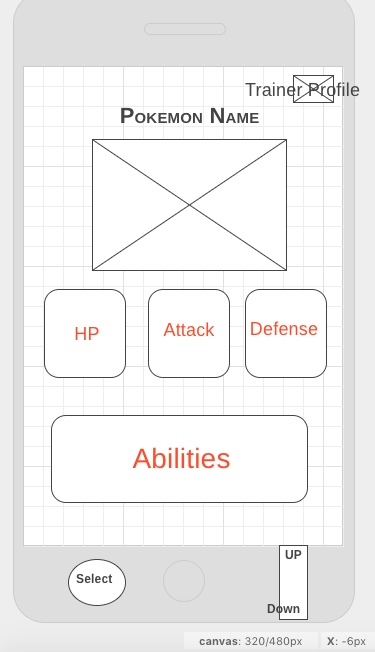 Trainer Profile
Pokemon Name
HP
Attack
Defense
Abilities
Select
UP
Down
canvas: 320/480px
X: -6px